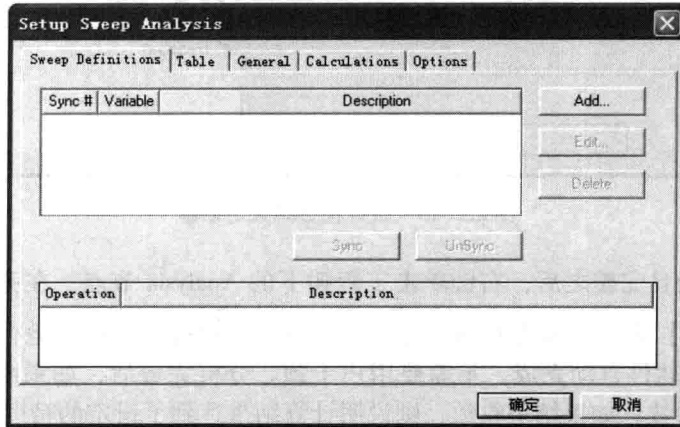 Setup Sweep Analysis
Sweep Definitions Table General Calculations Options
Sync # Variable Description
Add...
Edit...
Delete
Sync UnSync
Operation Description
确定 取消